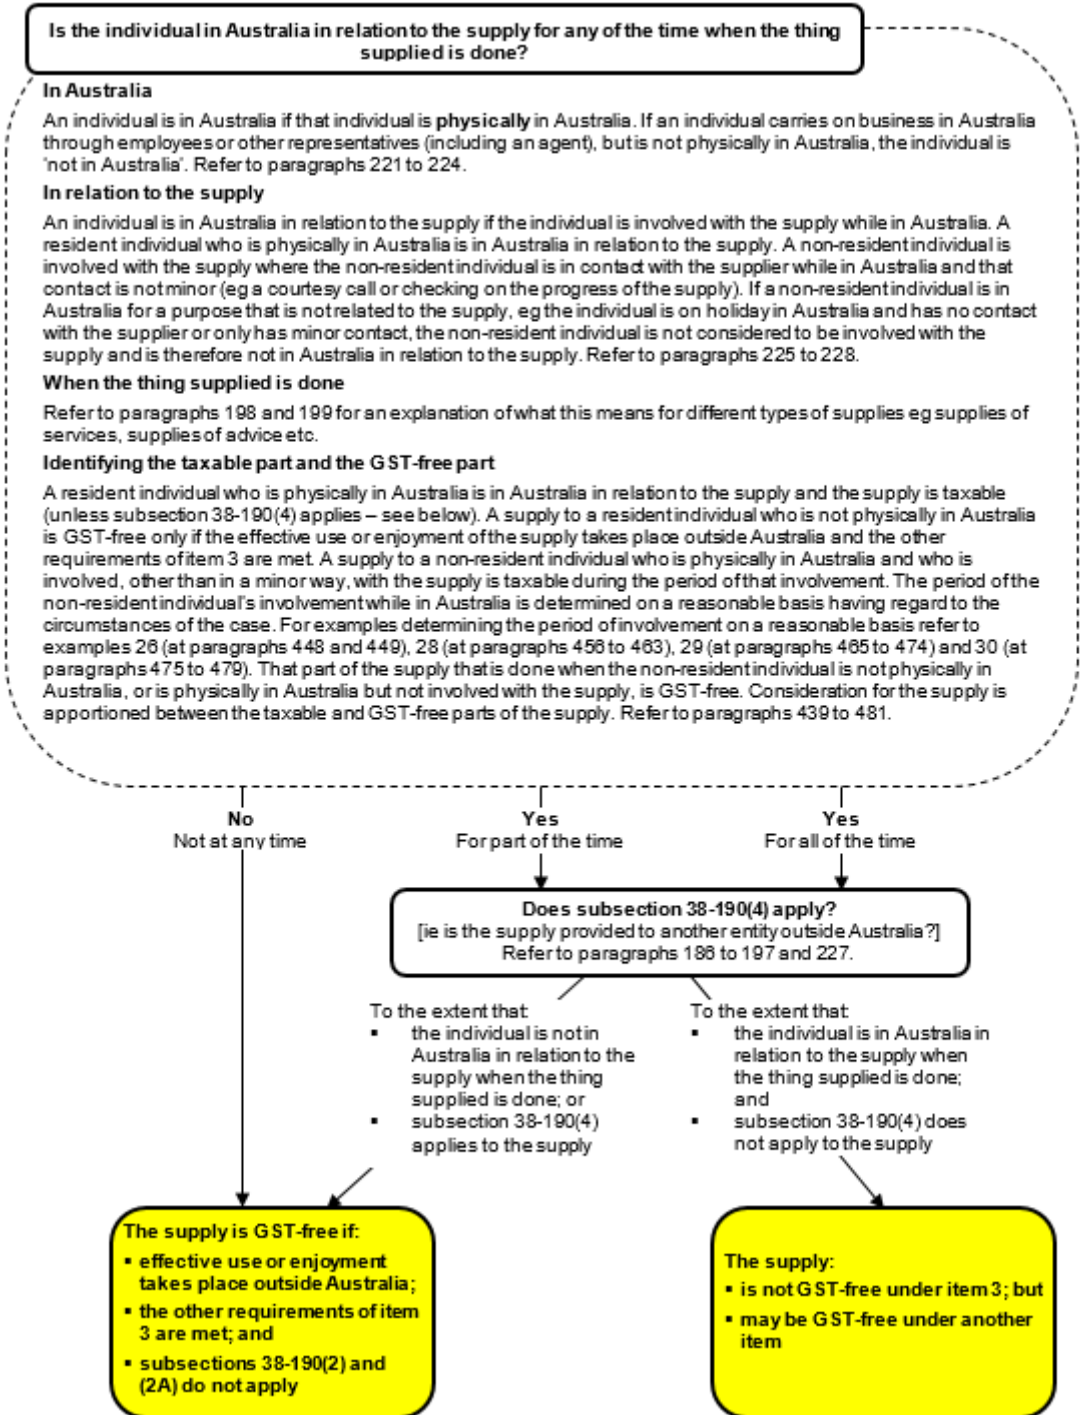 Is the individual in Australia in relation to the supply for any of the time when the thing
supplied is done?
In Australia
An individual is in Australia if that individual is physically in Australia. If an individual carries on business in Australia
through employees or other representatives (including an agent), but is not physically in Australia, the individual is
'not in Australia'. Refer to paragraphs 221 to 224.
In relation to the supply
An individual is in Australia in relation to the supply if the individual is involved with the supply while in Australia. A
resident individual who is physically in Australia is in Australia in relation to the supply. A non-resident individual is
involved with the supply where the non-resident individual is in contact with the supplier while in Australia and that
contact is not minor (eg a courtesy call or checking on the progress of the supply). If a non-resident individual is in
Australia for a purpose that is not related to the supply, eg the individual is on holiday in Australia and has no contact
with the supplier or only has minor contact, the non-resident individual is not considered to be involved with the
supply and is therefore not in Australia in relation to the supply. Refer to paragraphs 225 to 228.
When the thing supplied is done
Refer to paragraphs 198 and 199 for an explanation of what this means for different types of supplies eg supplies of
services, supplies of advice etc.
Identifying the taxable part and the GST-free part
A resident individual who is physically in Australia is in Australia in relation to the supply and the supply is taxable
(unless subsection 38-190(4) applies – see below). A supply to a resident individual who is not physically in Australia
is GST-free only if the effective use or enjoyment of the supply takes place outside Australia and the other
requirements of item 3 are met. A supply to a non-resident individual who is physically in Australia and who is
involved, other than in a minor way, with the supply is taxable during the period of that involvement. The period of the
non-resident individual's involvement while in Australia is determined on a reasonable basis having regard to the
circumstances of the case. For examples determining the period of involvement on a reasonable basis refer to
examples 26 (at paragraphs 448 and 449), 28 (at paragraphs 456 to 463), 29 (at paragraphs 465 to 474) and 30 (at
paragraphs 475 to 479). That part of the supply that is done when the non-resident individual is not physically in
Australia, or is physically in Australia but not involved with the supply, is GST-free. Consideration for the supply is
apportioned between the taxable and GST-free parts of the supply. Refer to paragraphs 439 to 481.
No
Not at any time
Yes
For part of the time
Yes
For all of the time
Does subsection 38-190(4) apply?
[ie is the supply provided to another entity outside Australia?]
Refer to paragraphs 186 to 197 and 227.
To the extent that:
▪ the individual is not in
Australia in relation to the
supply when the thing
supplied is done; or
▪ subsection 38-190(4)
applies to the supply
To the extent that:
▪ the individual is in Australia in
relation to the supply when
the thing supplied is done;
and
▪ subsection 38-190(4) does
not apply to the supply
The supply is GST-free if:
▪ effective use or enjoyment
takes place outside Australia;
▪ the other requirements of item
3 are met; and
▪ subsections 38-190(2) and
(2A) do not apply
The supply:
▪ is not GST-free under item 3; but
▪ may be GST-free under another
item